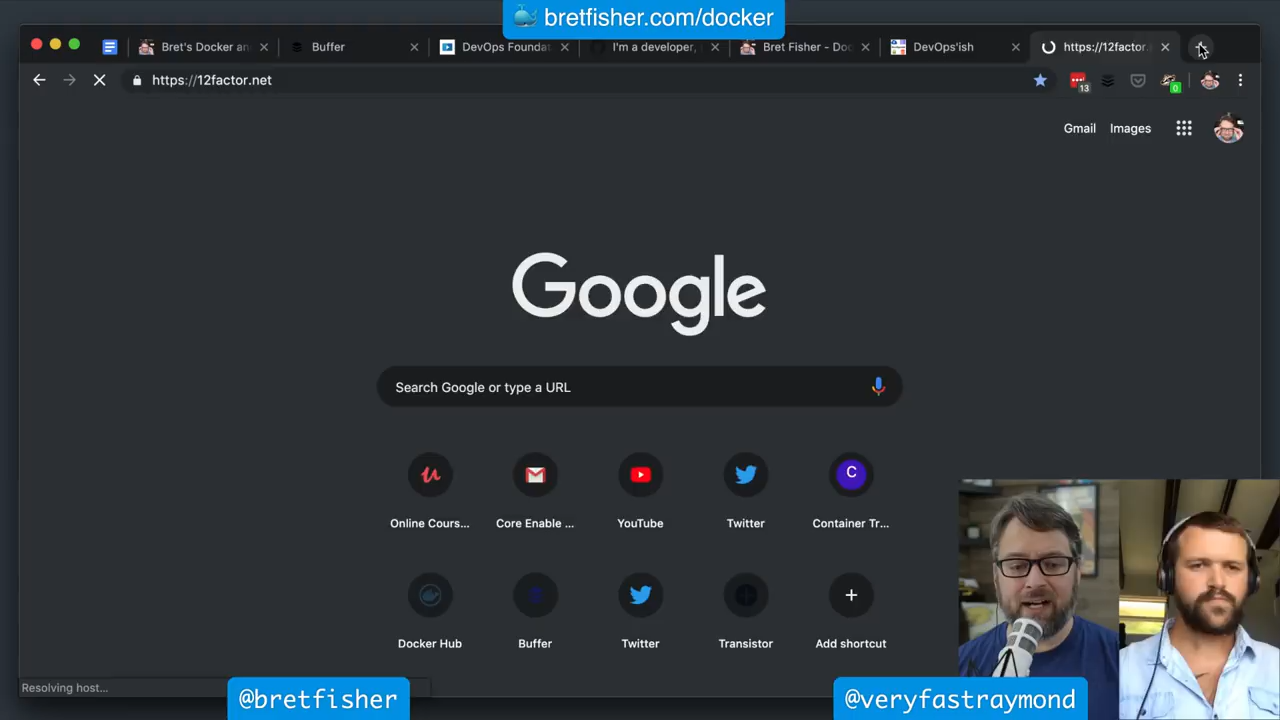 bretfisher.com/docker
Bret's Docker an
Buffer
DevOps Foundat
I'm a developer,
Bret Fisher - Doc
DevOps'ish
https://12factor.
https://12factor.net
13
0
Gmail
Images
Google
Search Google or type a URL
Online Cours...
Core Enable ...
YouTube
Twitter
C
Container Tr...
Docker Hub
Buffer
Twitter
Transistor
Add shortcut
Resolving host...
@bretfisher
@veryfastraymond